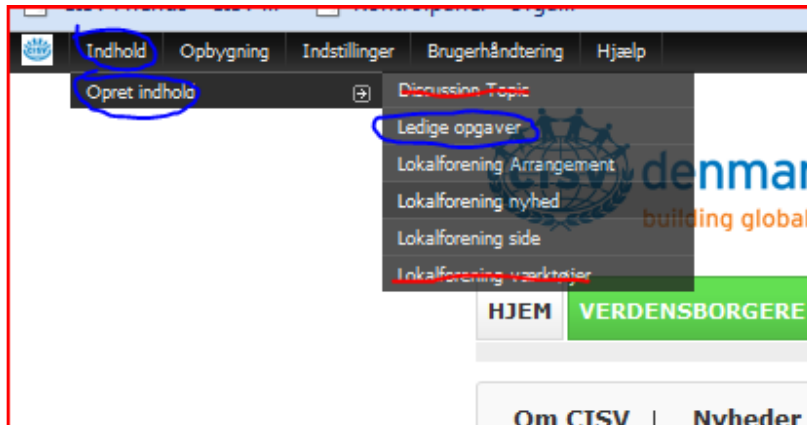 Indhold Opbygning Indstillinger Brugerhåndtering Hjælp
Opret indhold
Discussion Topic
Ledige opgaver
Lokalforening Arrangement
Lokalforening nyhed
Lokalforening side
Lokalforening værktøjer
CISV denmar
building global
HJEM VERDENSBORGERE
Om CISV | Nyheder